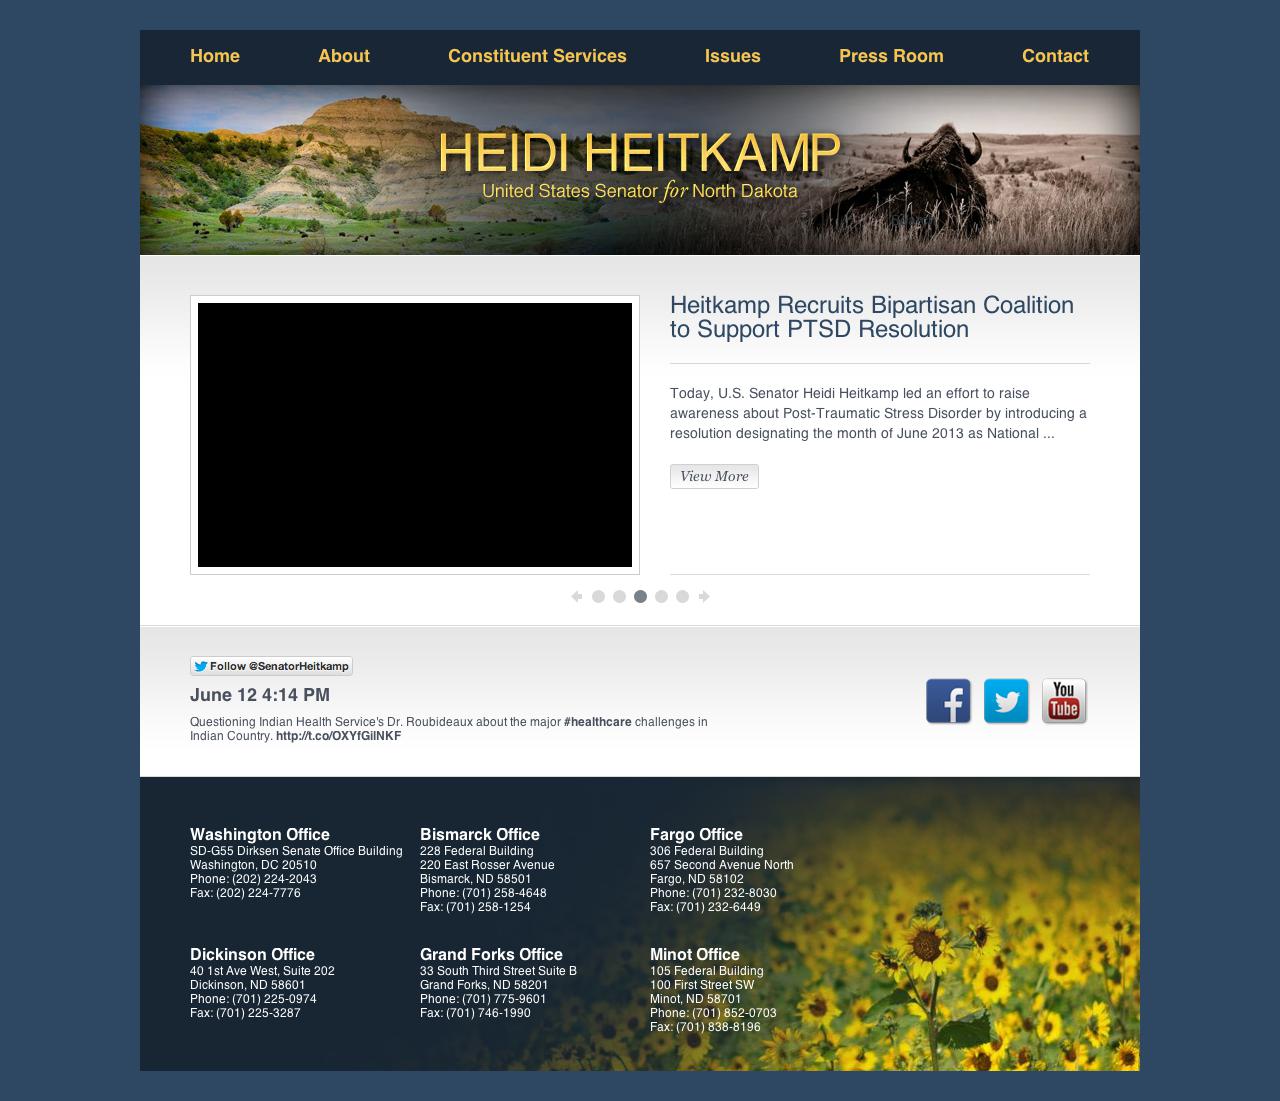 Home About Constituent Services Issues Press Room Contact
HEIDI HEITKAMP
United States Senator for North Dakota
Heitkamp Recruits Bipartisan Coalition
to Support PTSD Resolution
Today, U.S. Senator Heidi Heitkamp led an effort to raise
awareness about Post-Traumatic Stress Disorder by introducing a
resolution designating the month of June 2013 as National ...
View More
Follow @SenatorHeitkamp
June 12 4:14 PM
Questioning Indian Health Service's Dr. Roubideaux about the major #healthcare challenges in
Indian Country. http://t.co/OXYfGilNKF
You
Tube
Washington Office
SD-G55 Dirksen Senate Office Building
Washington, DC 20510
Phone: (202) 224-2043
Fax: (202) 224-7776
Bismarck Office
228 Federal Building
220 East Rosser Avenue
Bismarck, ND 58501
Phone: (701) 258-4648
Fax: (701) 258-1254
Fargo Office
306 Federal Building
657 Second Avenue North
Fargo, ND 58102
Phone: (701) 232-8030
Fax: (701) 232-6449
Dickinson Office
40 1st Ave West, Suite 202
Dickinson, ND 58601
Phone: (701) 225-0974
Fax: (701) 225-3287
Grand Forks Office
33 South Third Street Suite B
Grand Forks, ND 58201
Phone: (701) 775-9601
Fax: (701) 746-1990
Minot Office
105 Federal Building
100 First Street SW
Minot, ND 58701
Phone: (701) 852-0703
Fax: (701) 838-8196